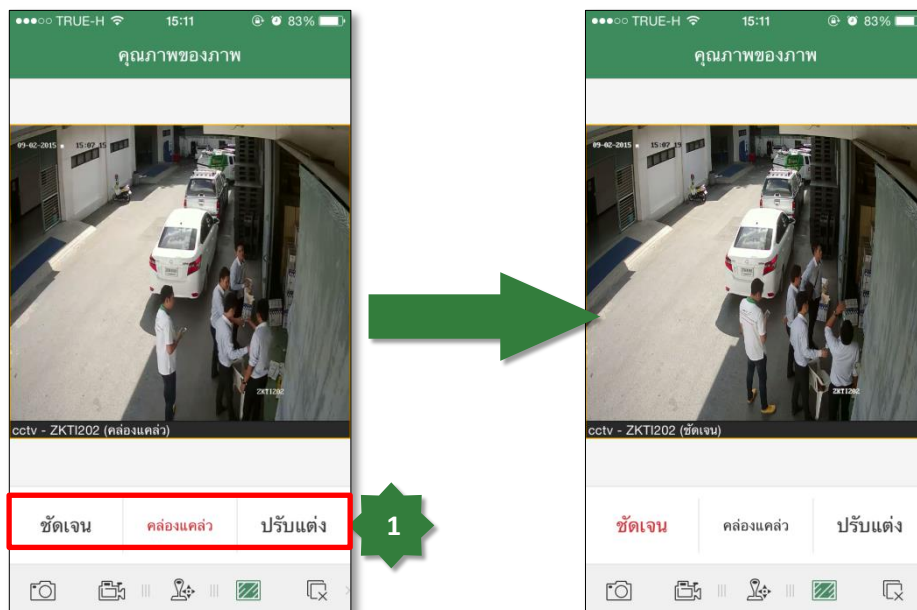 TRUE-H 15:11 83%
คุณภาพของภาพ
09-02-2015 15:07 15
ZKTI202
cctv - ZKTI202 (คล่องแคล่ว)
ชัดเจน คล่องแคล่ว ปรับแต่ง
1
TRUE-H 15:11 83%
คุณภาพของภาพ
09-02-2015 15:07 19
ZKTI202
cctv - ZKTI202 (ชัดเจน)
ชัดเจน คล่องแคล่ว ปรับแต่ง